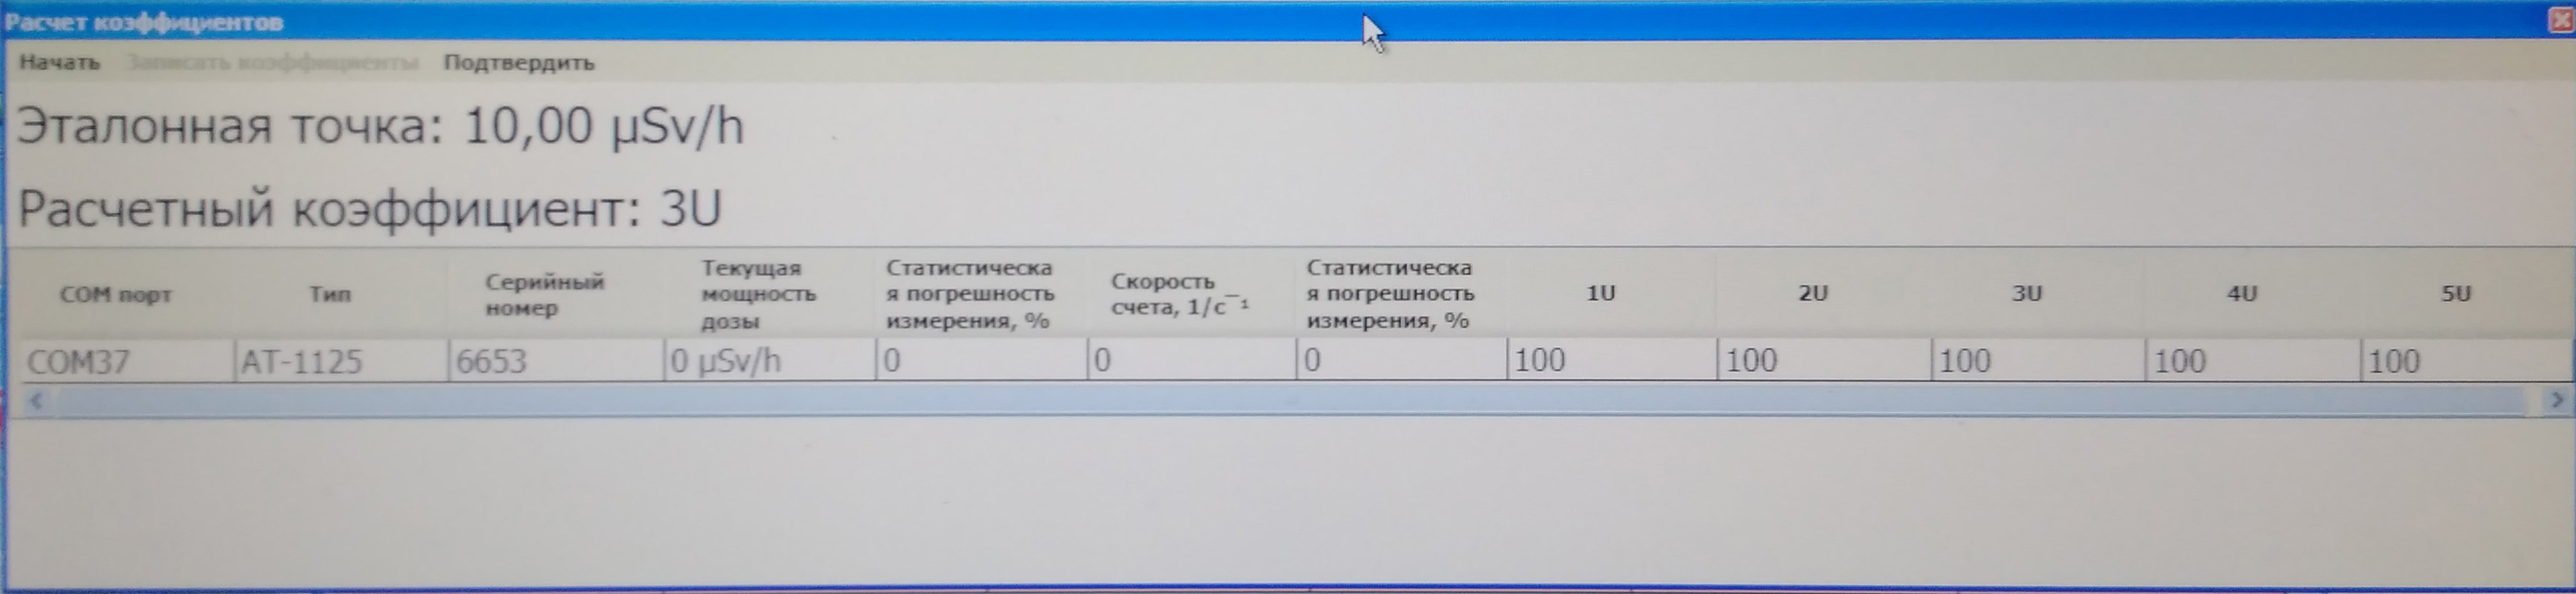 Расчет коэффициентов
Начать Записать коэффициенты Подтвердить
Эталонная точка: 10,00 µSv/h
Расчетный коэффициент: 3U
COM порт
Тип
Серийный
номер
Текущая
мощность
дозы
Статистическа
я погрешность
измерения, %
Скорость
счета, 1/с⁻¹
Статистическа
я погрешность
измерения, %
1U
2U
3U
4U
5U
COM37 AT-1125 6653 0 µSv/h 0 0 0 100 100 100 100 100